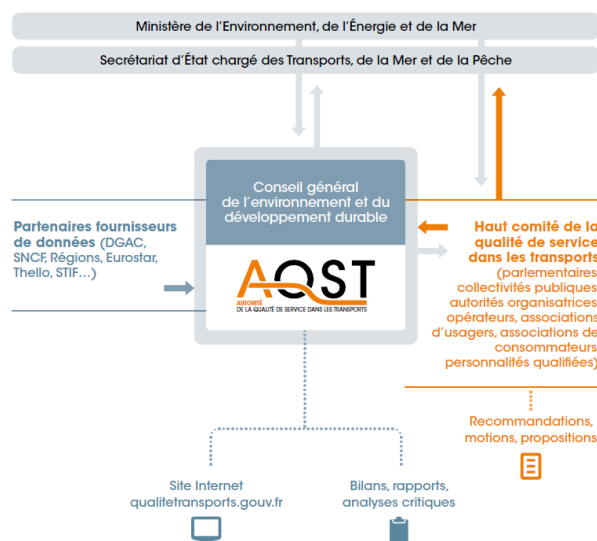 Ministère de l'Environnement, de l'Énergie et de la Mer
Secrétariat d'État chargé des Transports, de la Mer et de la Pêche
Conseil général
de l'environnement et du
développement durable
AQST
AUTORITÉ
DE LA QUALITÉ DE SERVICE DANS LES TRANSPORTS
Partenaires fournisseurs
de données (DGAC,
SNCF, Régions, Eurostar,
Thello, STIF...)
Haut comité de la
qualité de service
dans les transports
(parlementaires
collectivités publiques
autorités organisatrices
opérateurs, associations
d'usagers, associations de
consommateurs
personnalités qualifiées)
Recommandations,
motions, propositions
Site Internet
qualitetransports.gouv.fr
Bilans, rapports,
analyses critiques